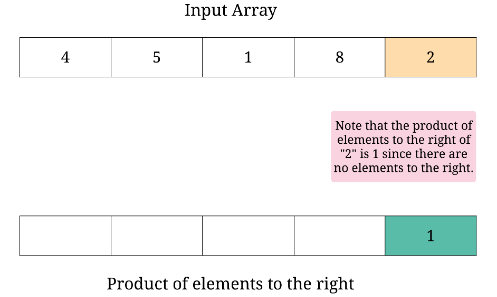 Input Array
4 5 1 8 2
Note that the product of
elements to the right of
"2" is 1 since there are
no elements to the right.
1
Product of elements to the right